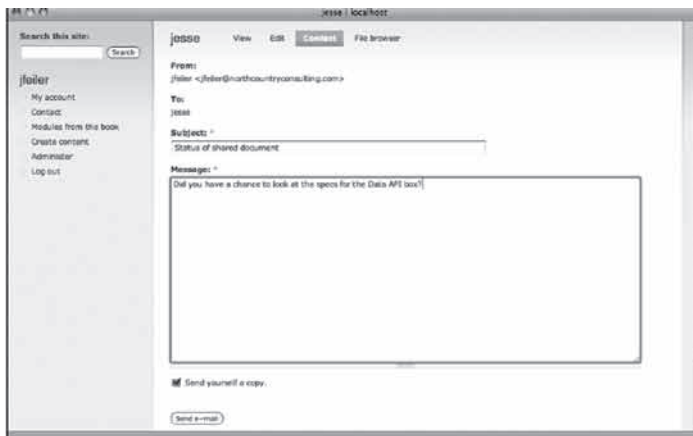 jesse | localhost
Search this site:
Search
jfeiler
My account
Contact
Modules from the book
Create content
Administer
Log out
jesse View Edit Contact File browser
From:
jfeiler <jfeiler@northcountryconsulting.com>
To:
jesse
Subject: *
Status of shared document
Message: *
Did you have a chance to look at the specs for the Data API box?
Send yourself a copy.
Send e-mail